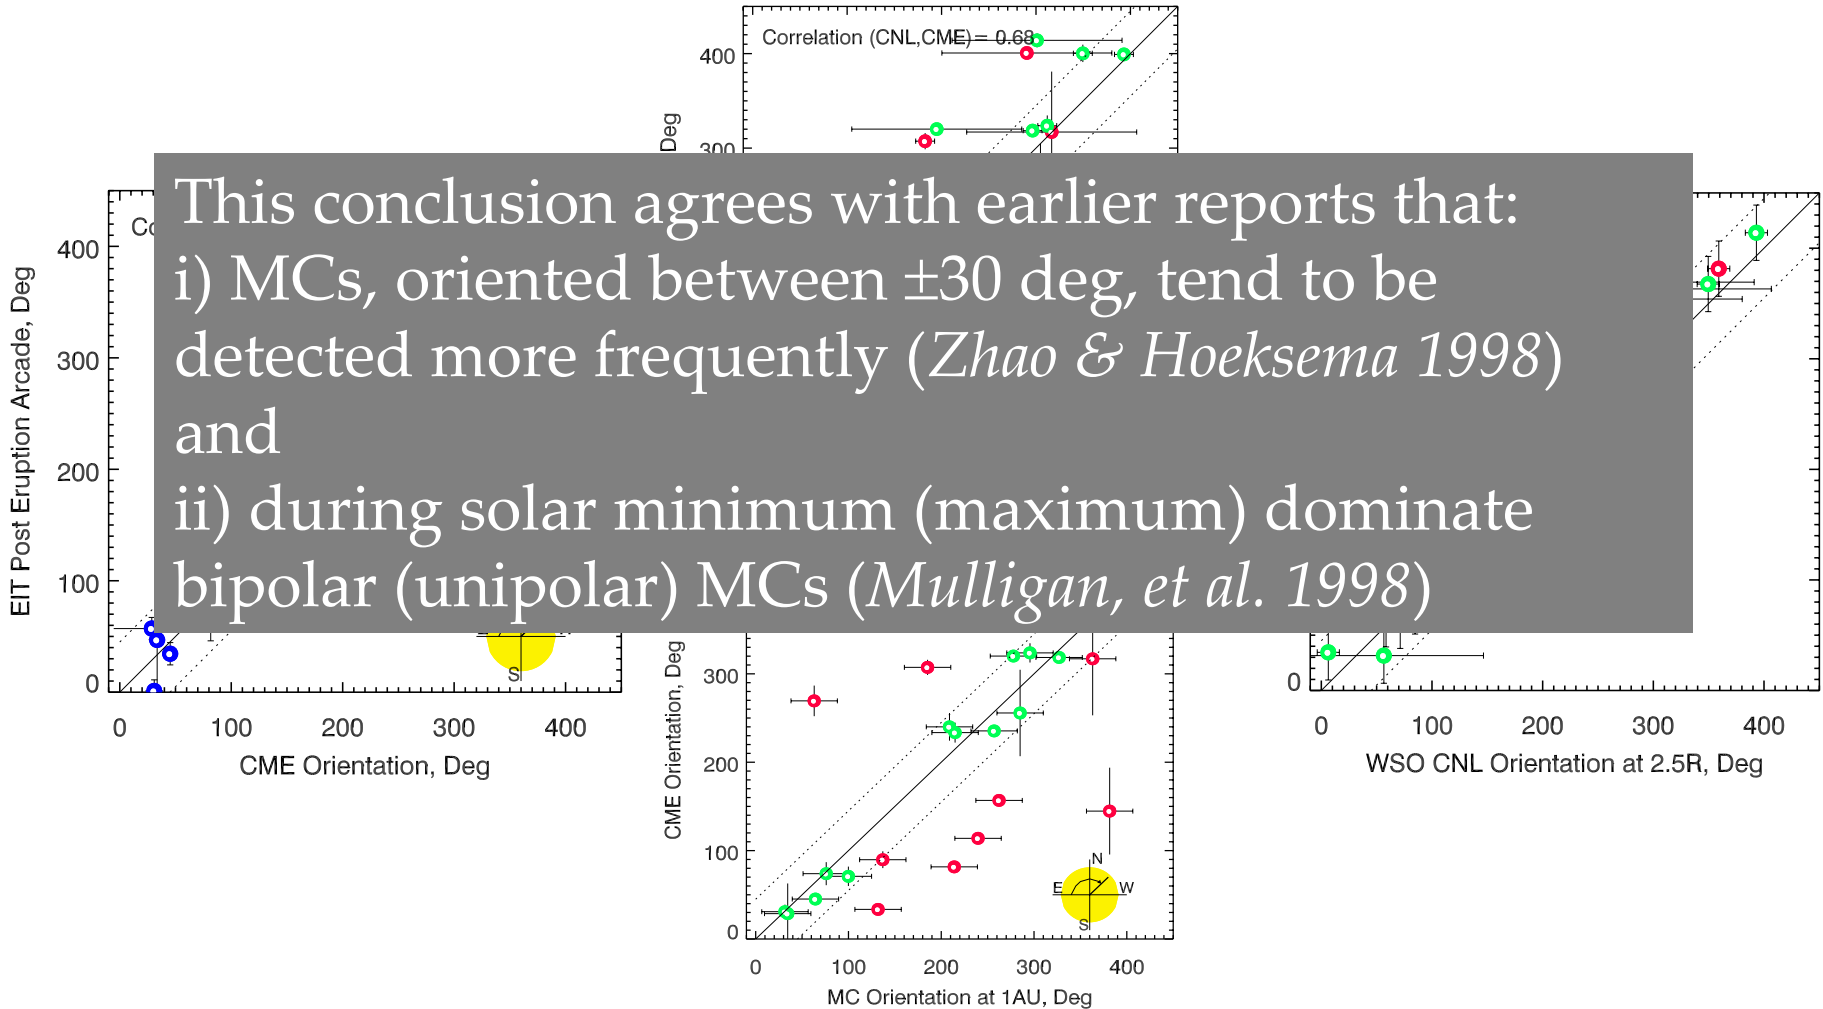 Correlation (CNL,CME)= 0.68
400
300
Deg
This conclusion agrees with earlier reports that:
i) MCs, oriented between ±30 deg, tend to be
detected more frequently (Zhao & Hoeksema 1998)
and
ii) during solar minimum (maximum) dominate
bipolar (unipolar) MCs (Mulligan, et al. 1998)
EIT Post Eruption Arcade, Deg
Co
400
300
200
100
0
S
0 100 200 300 400
CME Orientation, Deg
CME Orientation, Deg
300
200
100
0
N
E W
S
0 100 200 300 400
MC Orientation at 1AU, Deg
0
0 100 200 300 400
WSO CNL Orientation at 2.5R, Deg